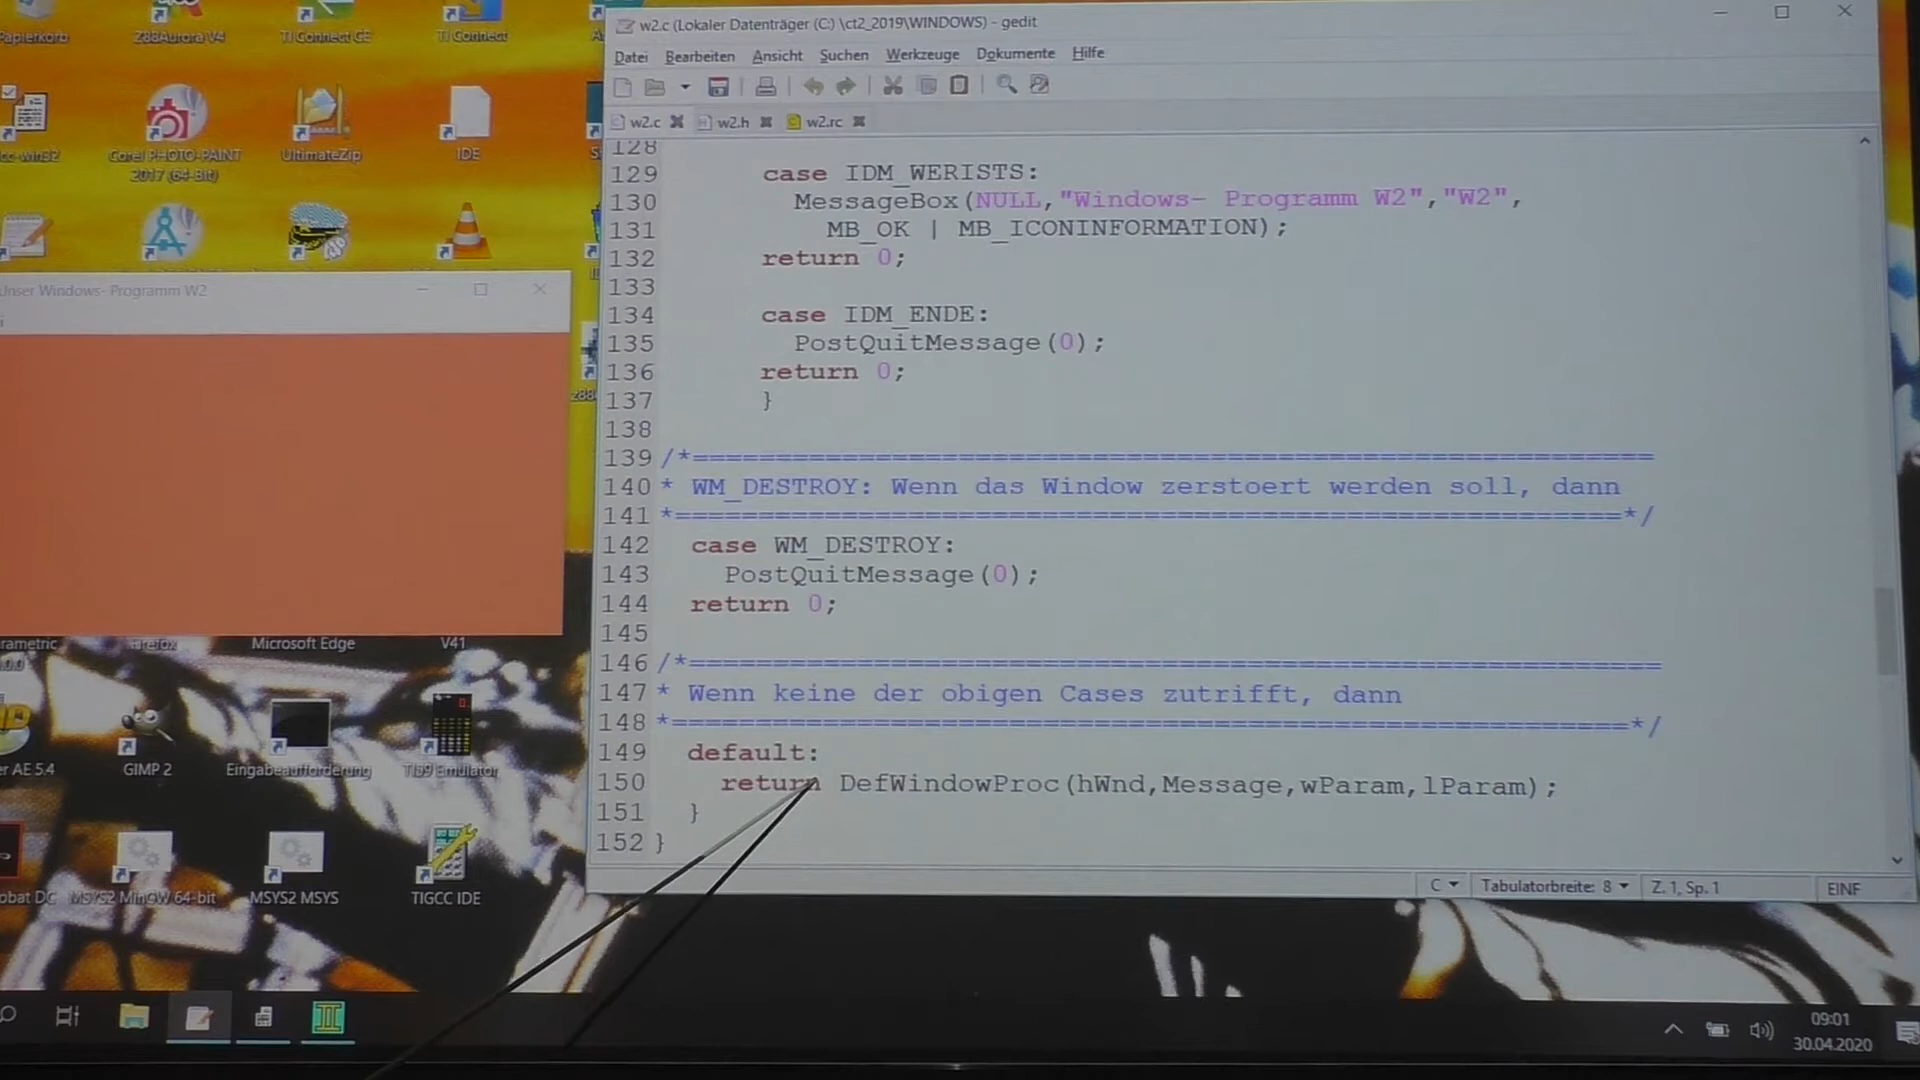 Papierkorb
Z88Aurora V4
TI Connect CE
TI Connect
lcc-win32
Corel PHOTO-PAINT
2017 (64-Bit)
UltimateZip
IDE
Unser Windows- Programm W2
Firefox
Microsoft Edge
V41
er AE 5.4
GIMP 2
Eingabeaufforderung
TI89 Emulator
obat DC
MSYS2 MinGW 64-bit
MSYS2 MSYS
TIGCC IDE
w2.c (Lokaler Datenträger (C:) \ct2_2019\WINDOWS) - gedit
Datei Bearbeiten Ansicht Suchen Werkzeuge Dokumente Hilfe
w2.c w2.h w2.rc
128
129 case IDM_WERISTS:
130 MessageBox(NULL,"Windows- Programm W2","W2",
131 MB_OK | MB_ICONINFORMATION);
132 return 0;
133
134 case IDM_ENDE:
135 PostQuitMessage(0);
136 return 0;
137 }
138
139 /*==========================================================
140 * WM_DESTROY: Wenn das Window zerstoert werden soll, dann
141 *==========================================================*/
142 case WM_DESTROY:
143 PostQuitMessage(0);
144 return 0;
145
146 /*==========================================================
147 * Wenn keine der obigen Cases zutrifft, dann
148 *==========================================================*/
149 default:
150 return DefWindowProc(hWnd,Message,wParam,lParam);
151 }
152 }
C Tabulatorbreite: 8 Z. 1, Sp. 1 EINF
09:01
30.04.2020